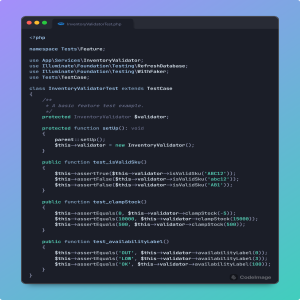 InventoryValidatorTest.php
<?php
namespace Tests\Feature;
use App\Services\InventoryValidator;
use Illuminate\Foundation\Testing\RefreshDatabase;
use Illuminate\Foundation\Testing\WithFaker;
use Tests\TestCase;
class InventoryValidatorTest extends TestCase
{
/**
* A basic feature test example.
*/
protected InventoryValidator $validator;
protected function setUp(): void
{
parent::setUp();
$this->validator = new InventoryValidator();
}
public function test_isValidSku()
{
$this->assertTrue($this->validator->isValidSku('ABC12'));
$this->assertFalse($this->validator->isValidSku('abc12'));
$this->assertFalse($this->validator->isValidSku('A01'));
}
public function test_clampStock()
{
$this->assertEquals(0, $this->validator->clampStock(-5));
$this->assertEquals(10000, $this->validator->clampStock(15000));
$this->assertEquals(500, $this->validator->clampStock(500));
}
public function test_availabilityLabel()
{
$this->assertEquals('OUT', $this->validator->availabilityLabel(0));
$this->assertEquals('LOW', $this->validator->availabilityLabel(5));
$this->assertEquals('OK', $this->validator->availabilityLabel(100));
}
}
CodeImage